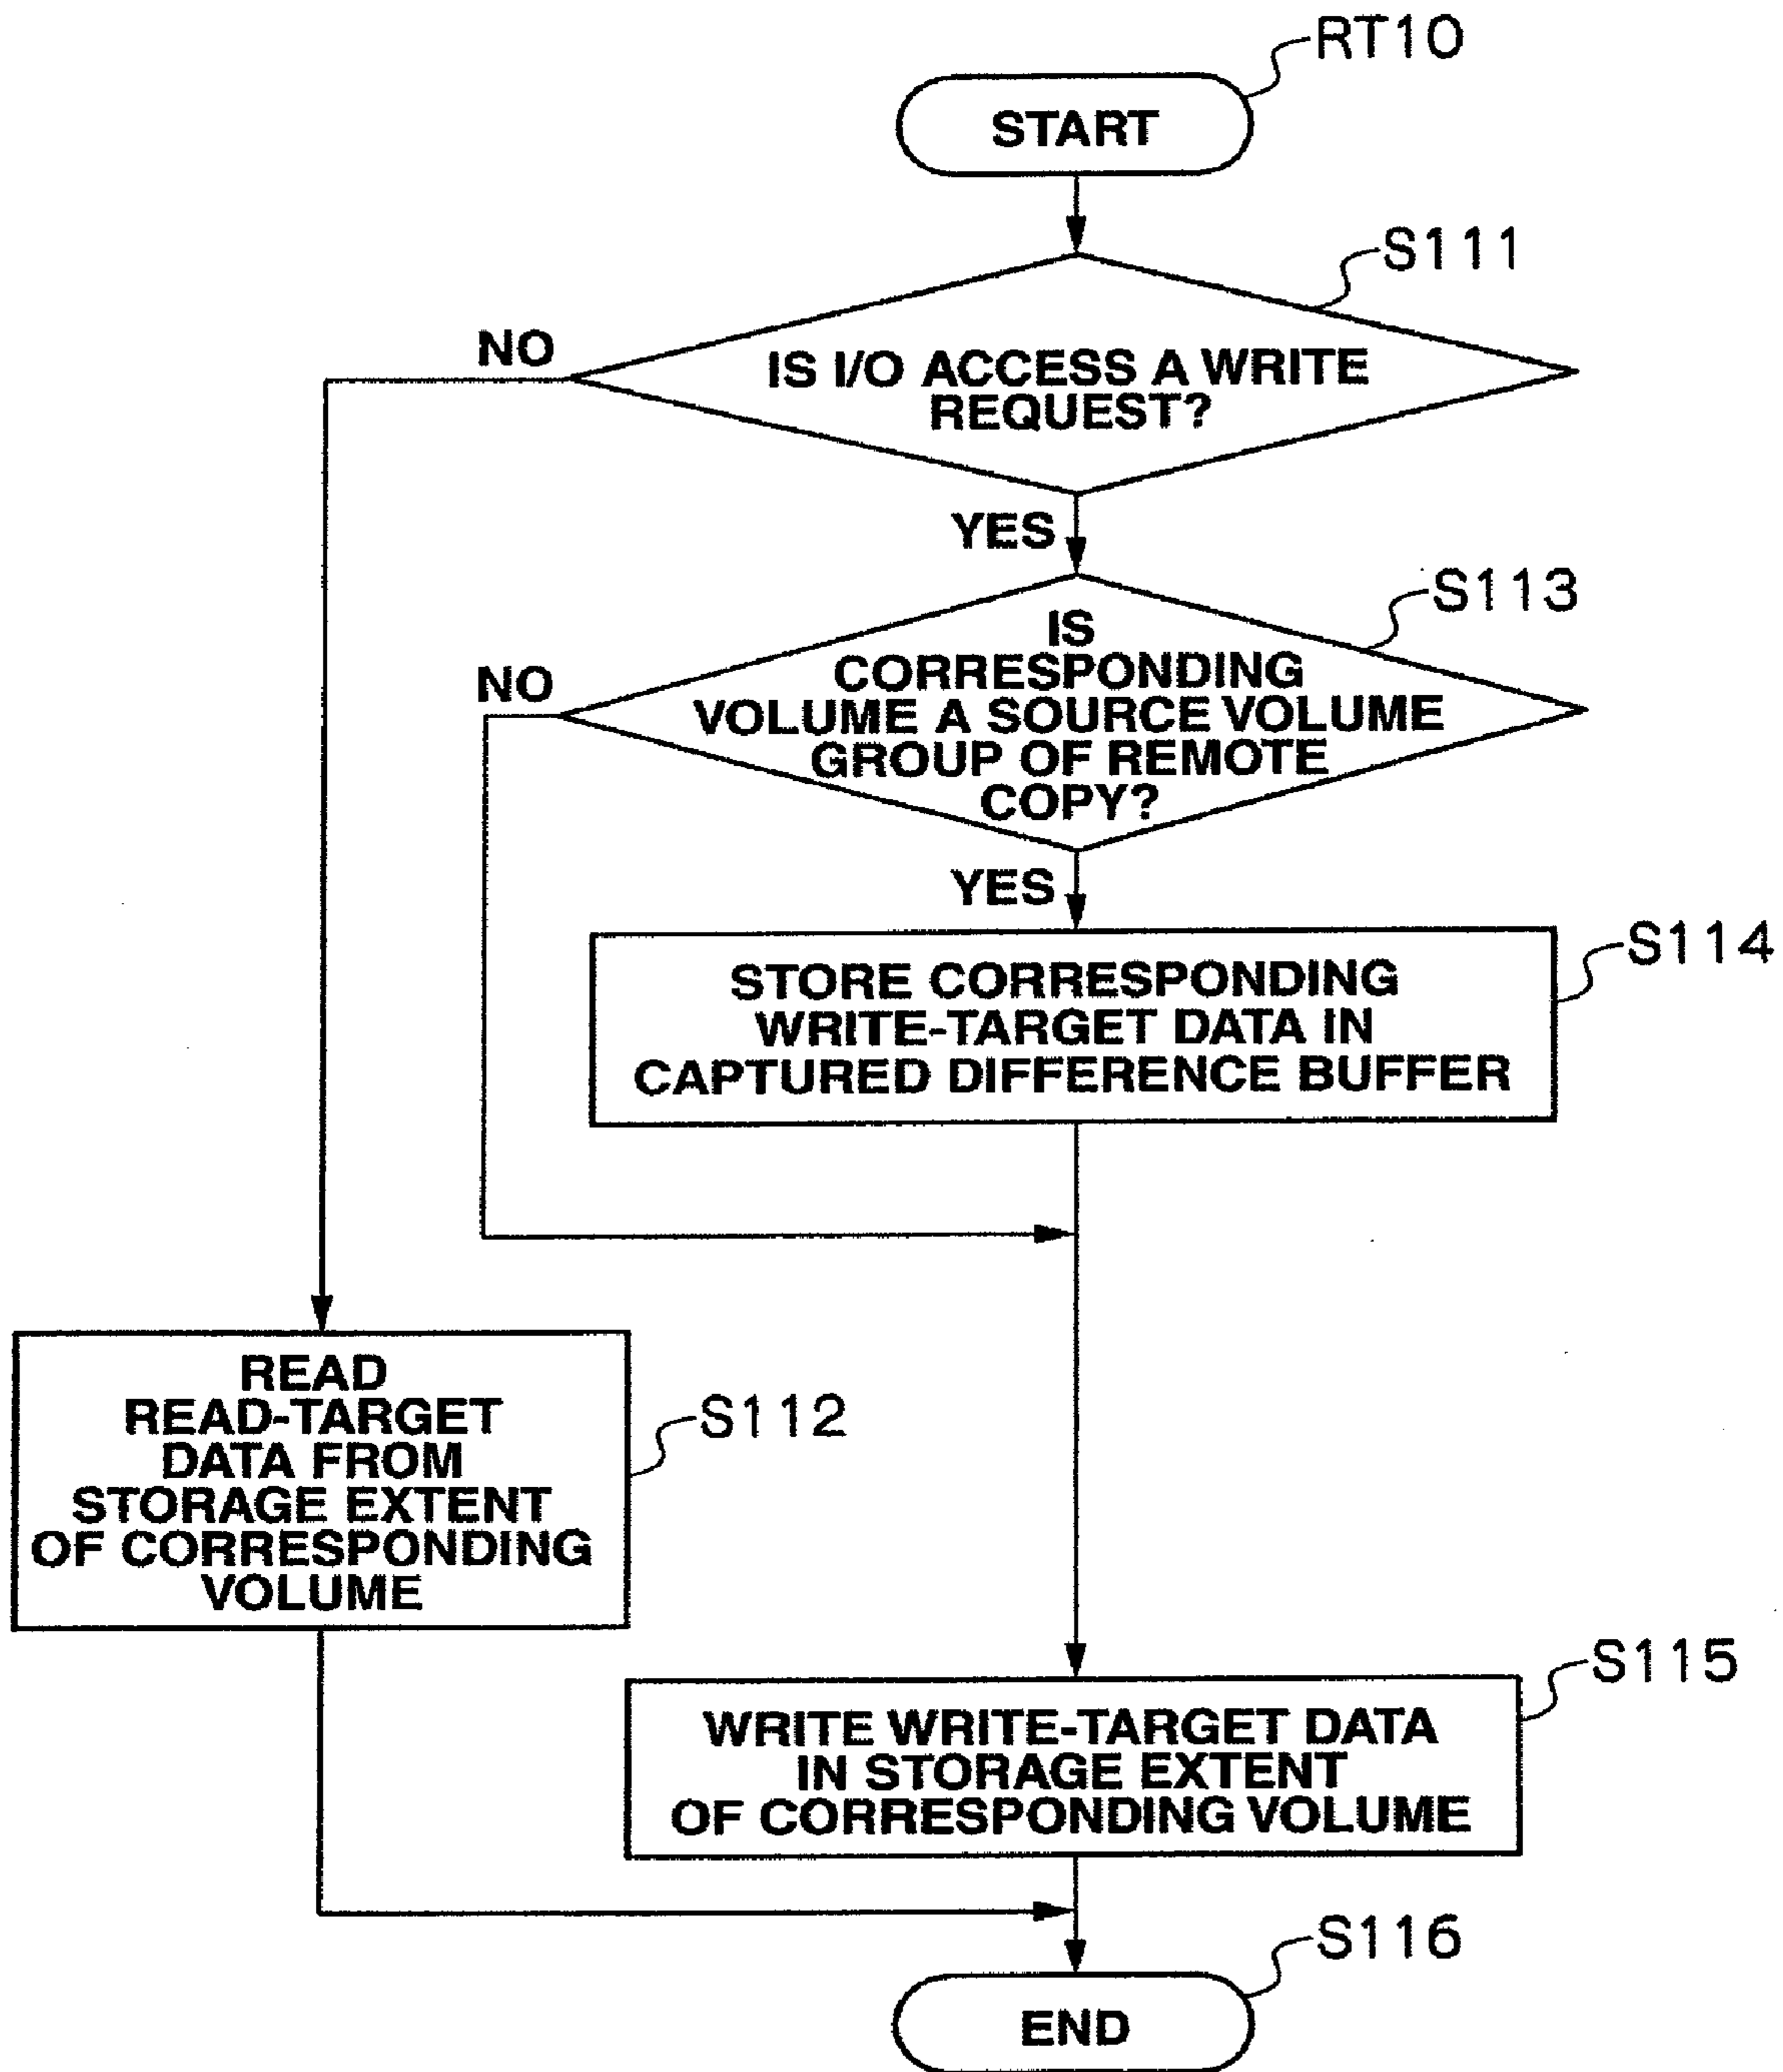 RT10
START
S111
NO
IS I/O ACCESS A WRITE
REQUEST?
YES
S113
NO
IS
CORRESPONDING
VOLUME A SOURCE VOLUME
GROUP OF REMOTE
COPY?
YES
S114
STORE CORRESPONDING
WRITE-TARGET DATA IN
CAPTURED DIFFERENCE BUFFER
READ
READ-TARGET
DATA FROM
STORAGE EXTENT
OF CORRESPONDING
VOLUME
S112
S115
WRITE WRITE-TARGET DATA
IN STORAGE EXTENT
OF CORRESPONDING VOLUME
S116
END